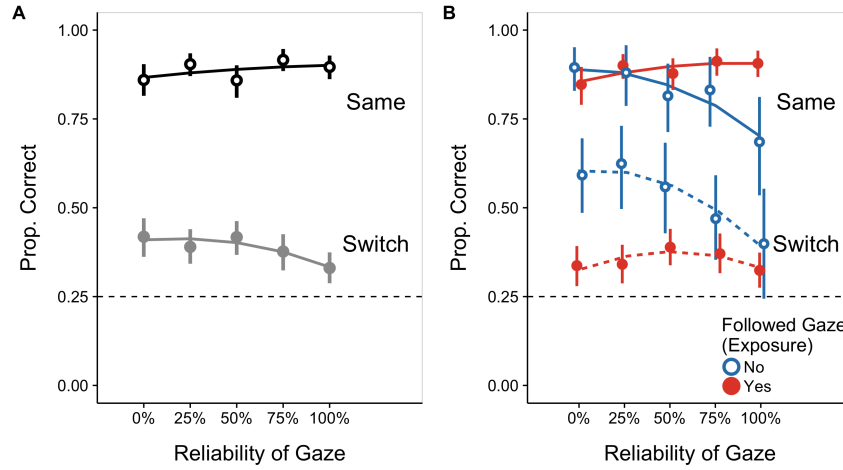 A
Prop. Correct
1.00
0.75
0.50
0.25
0.00
Same
Switch
0% 25% 50% 75% 100%
Reliability of Gaze
B
Prop. Correct
1.00
0.75
0.50
0.25
0.00
Same
Switch
Followed Gaze
(Exposure)
No
Yes
0% 25% 50% 75% 100%
Reliability of Gaze